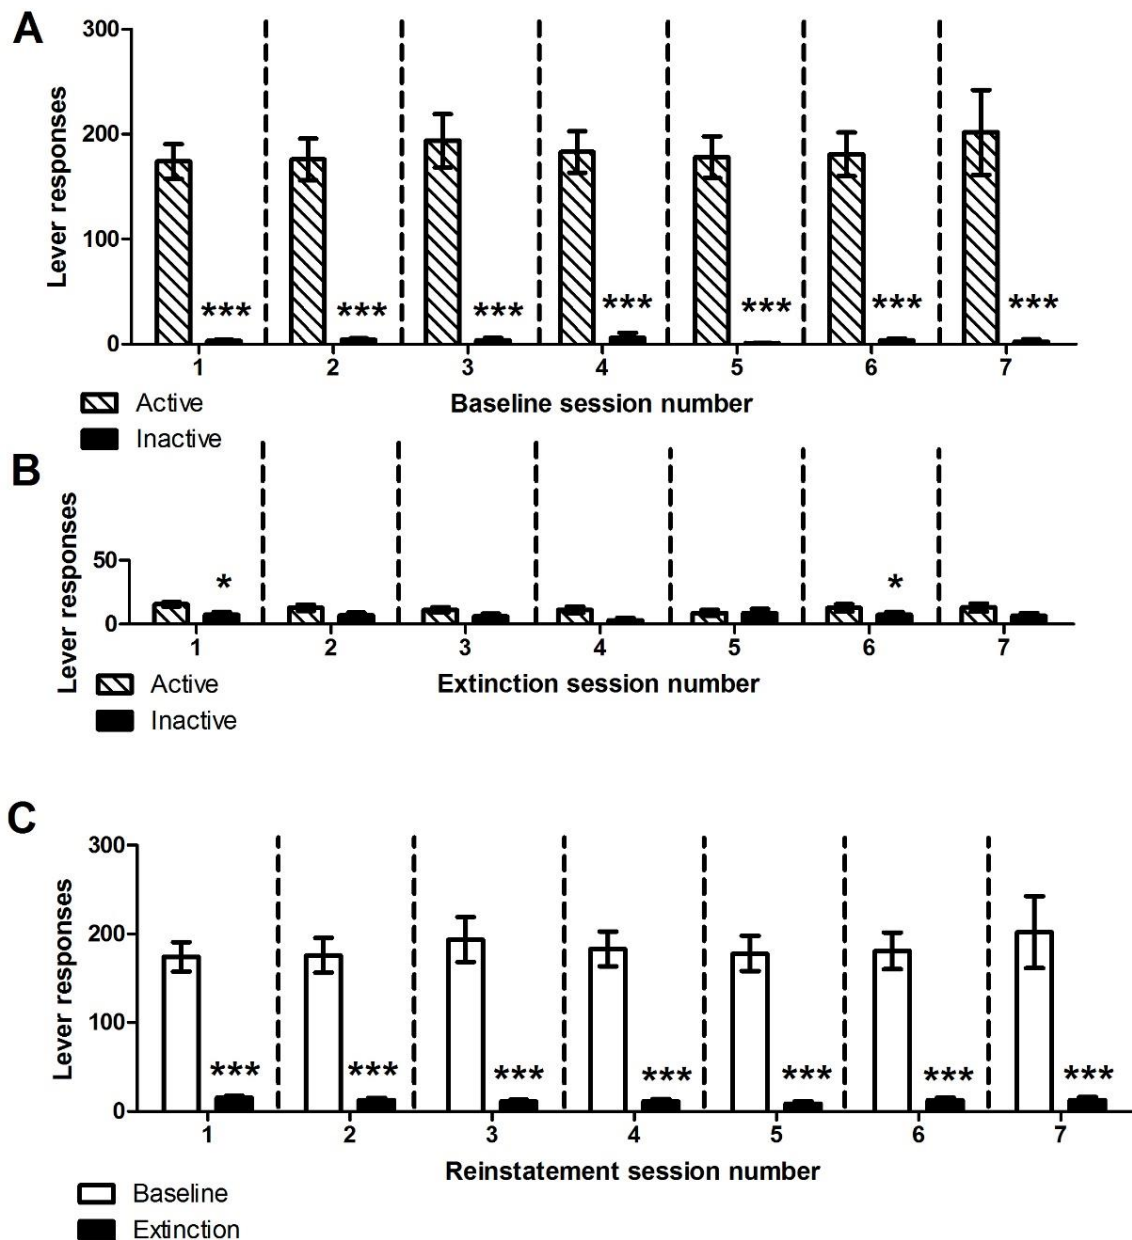 A
300
200
100
0
Lever responses
*** *** *** *** *** *** ***
1 2 3 4 5 6 7
Baseline session number
Active
Inactive
B
Lever responses
50
0
* *
1 2 3 4 5 6 7
Extinction session number
Active
Inactive
C
300
200
100
0
Lever responses
*** *** *** *** *** *** ***
1 2 3 4 5 6 7
Reinstatement session number
Baseline
Extinction